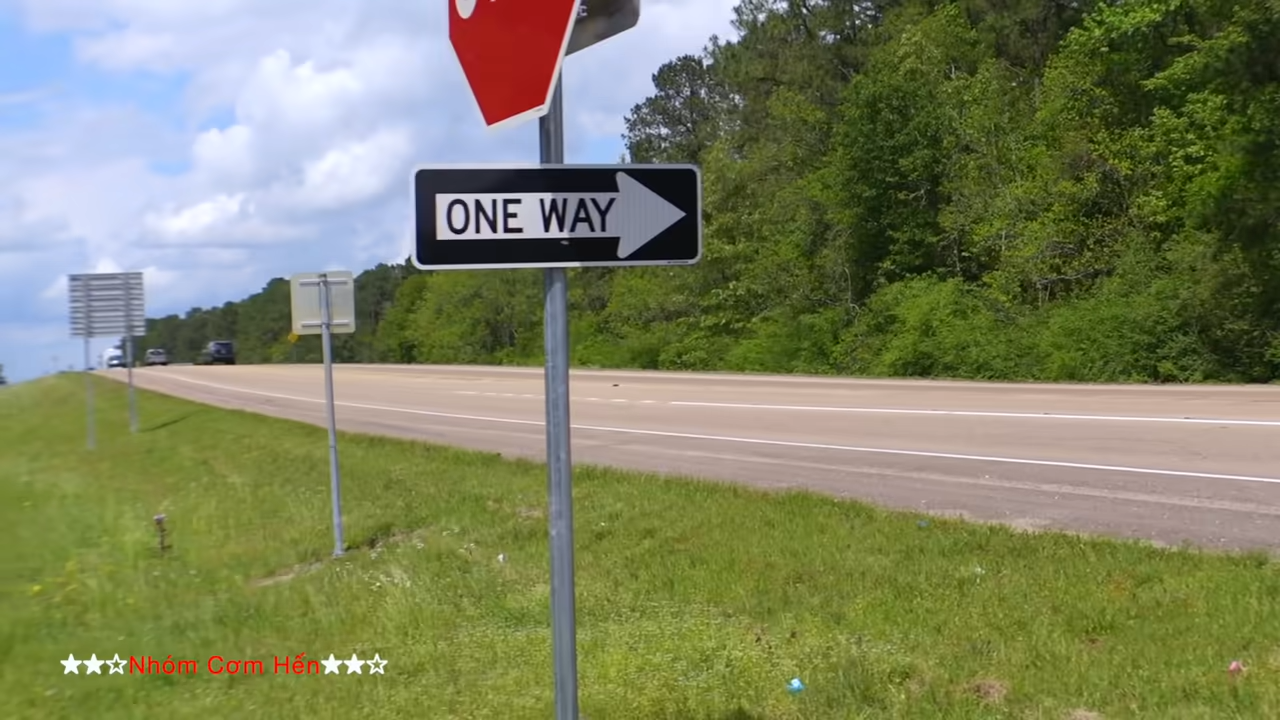 ONE WAY
★★☆Nhóm Cơm Hến★★☆